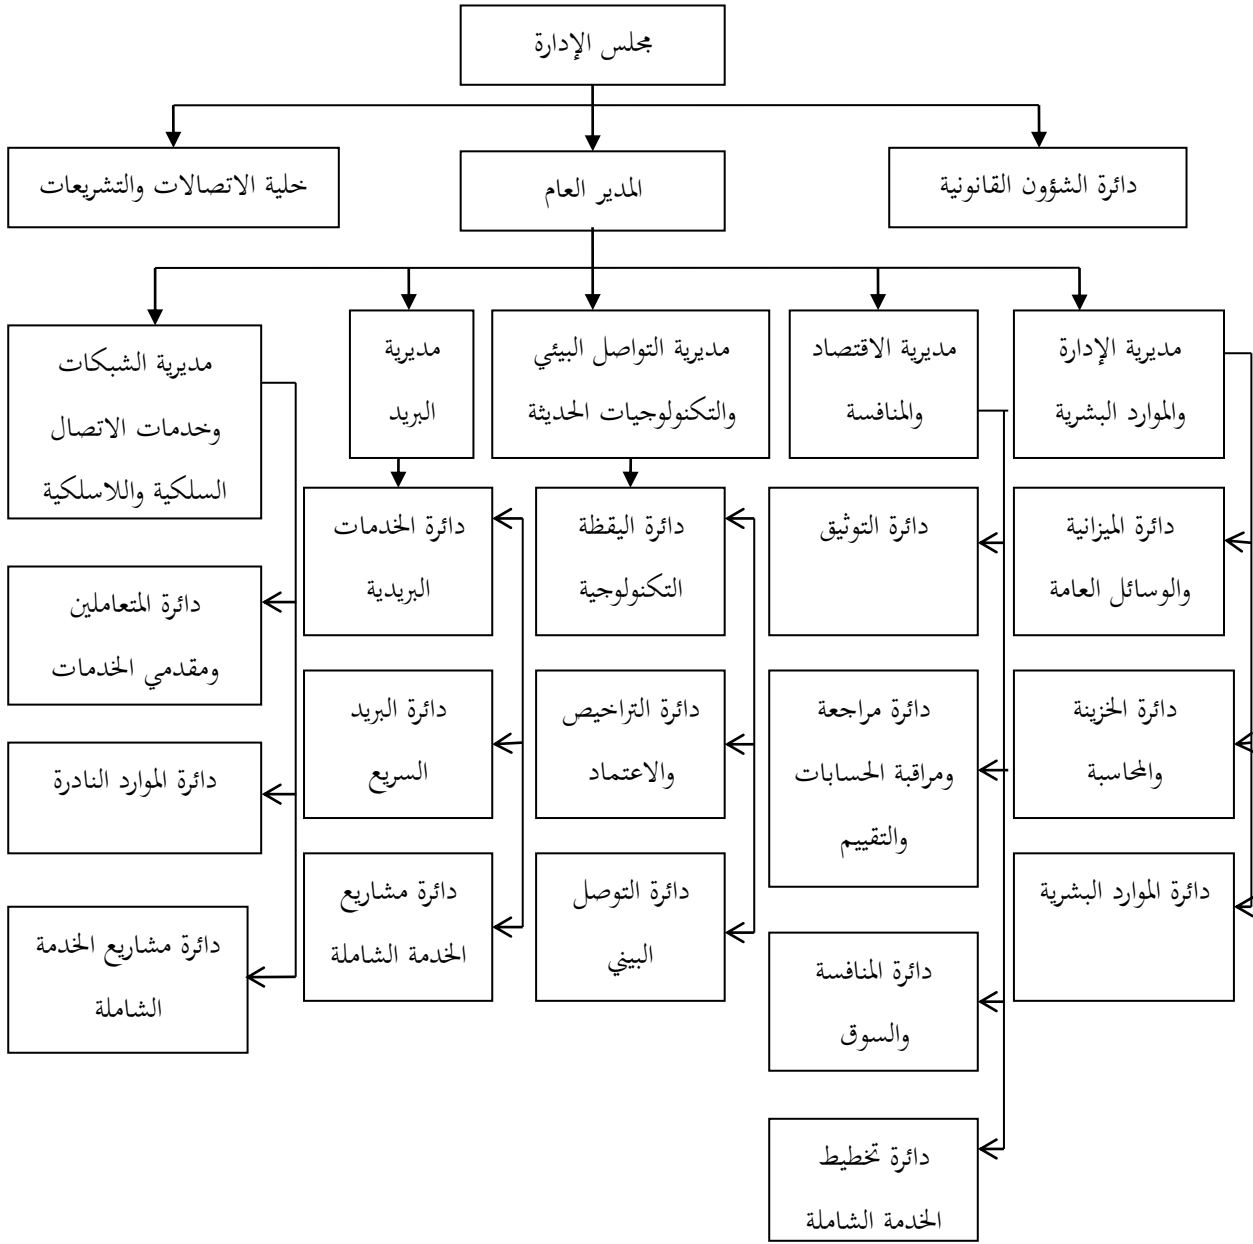 مجلس الإدارة
دائرة الشؤون القانونية
المدير العام
خلية الاتصالات والتشريعات
مديرية الإدارة
والموارد البشرية
مديرية الاقتصاد
والمنافسة
مديرية التواصل البيئي
والتكنولوجيات الحديثة
مديرية
البريد
مديرية الشبكات
وخدمات الاتصال
السلكية واللاسلكية
دائرة الميزانية
والوسائل العامة
دائرة الخزينة
والمحاسبة
دائرة الموارد البشرية
دائرة التوثيق
دائرة مراجعة
ومراقبة الحسابات
والتقييم
دائرة المنافسة
والسوق
دائرة تخطيط
الخدمة الشاملة
دائرة اليقظة
التكنولوجية
دائرة التراخيص
والاعتماد
دائرة التوصل
البيني
دائرة الخدمات
البريدية
دائرة البريد
السريع
دائرة مشاريع
الخدمة الشاملة
دائرة المتعاملين
ومقدمي الخدمات
دائرة الموارد النادرة
دائرة مشاريع الخدمة
الشاملة